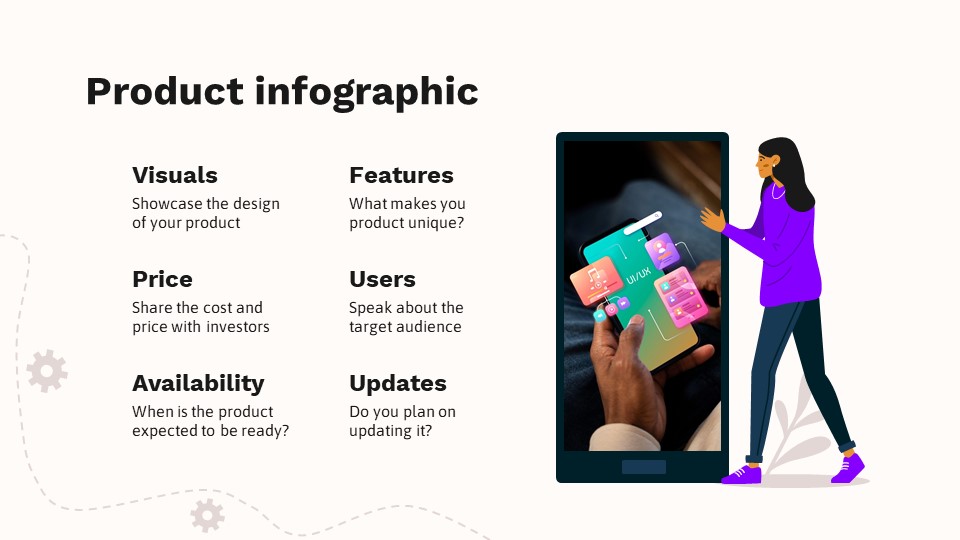 Product infographic
Visuals
Showcase the design
of your product
Features
What makes you
product unique?
Price
Share the cost and
price with investors
Users
Speak about the
target audience
Availability
When is the product
expected to be ready?
Updates
Do you plan on
updating it?
UI/UX